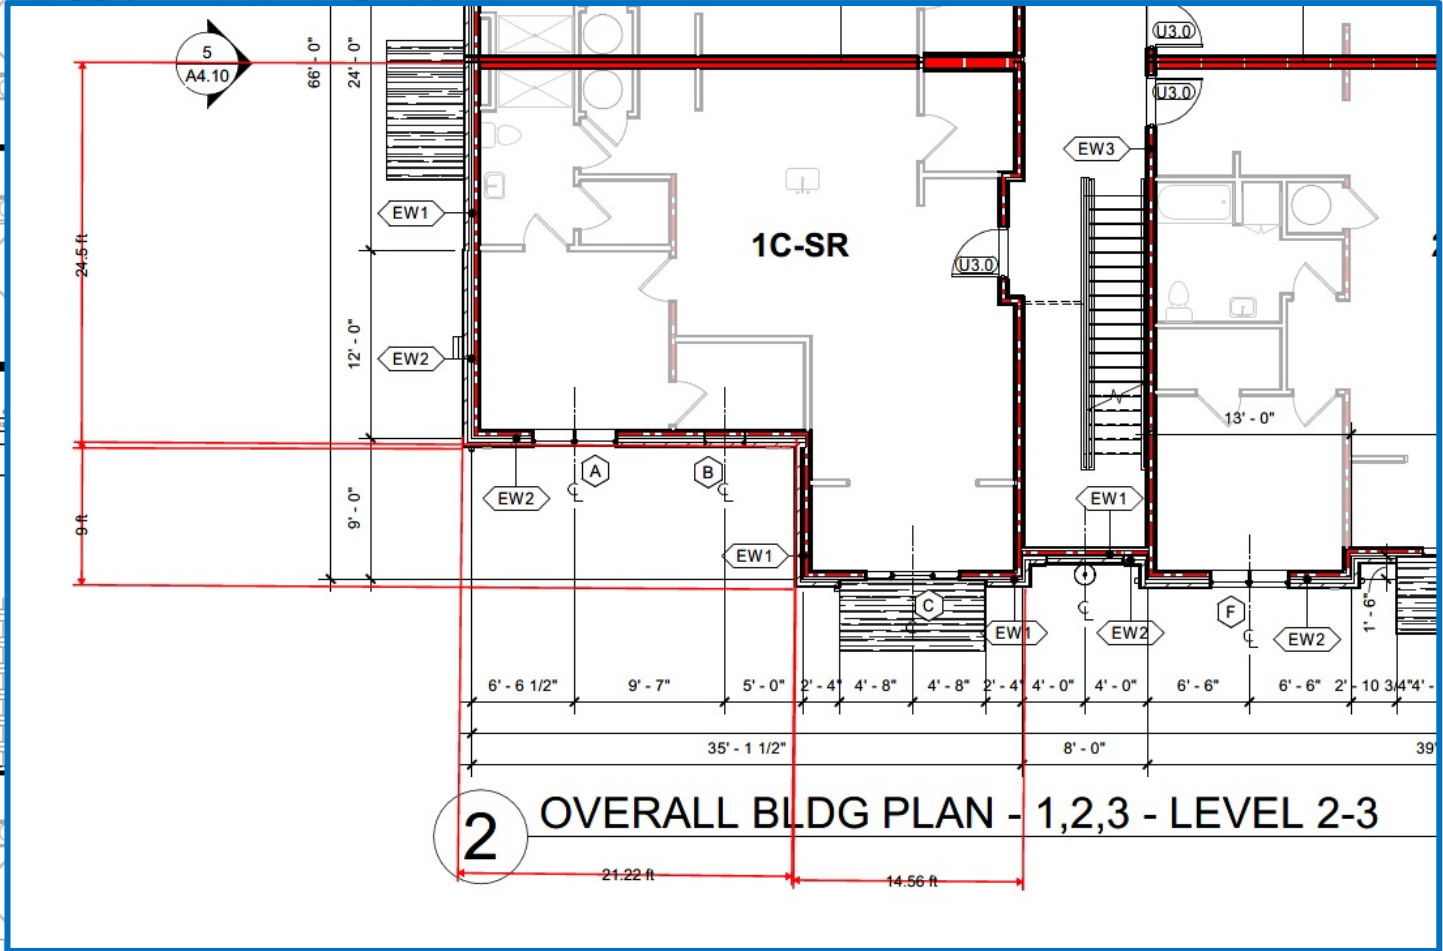 5
A4.10
66' - 0"
24' - 0"
U3.0
U3.0
EW3
EW1
24.5 ft
1C-SR
U3.0
12' - 0"
EW2
13' - 0"
A
B
EW2
9' - 0"
9 ft
EW1
EW1
C
F
EW1
EW2
EW2
1' - 6"
6' - 6 1/2"
9' - 7"
5' - 0"
2' - 4"
4' - 8"
4' - 8"
2' - 4"
4' - 0"
4' - 0"
6' - 6"
6' - 6"
2' - 10 3/4"
4' -
35' - 1 1/2"
8' - 0"
39'
2
OVERALL BLDG PLAN - 1,2,3 - LEVEL 2-3
21.22 ft
14.56 ft